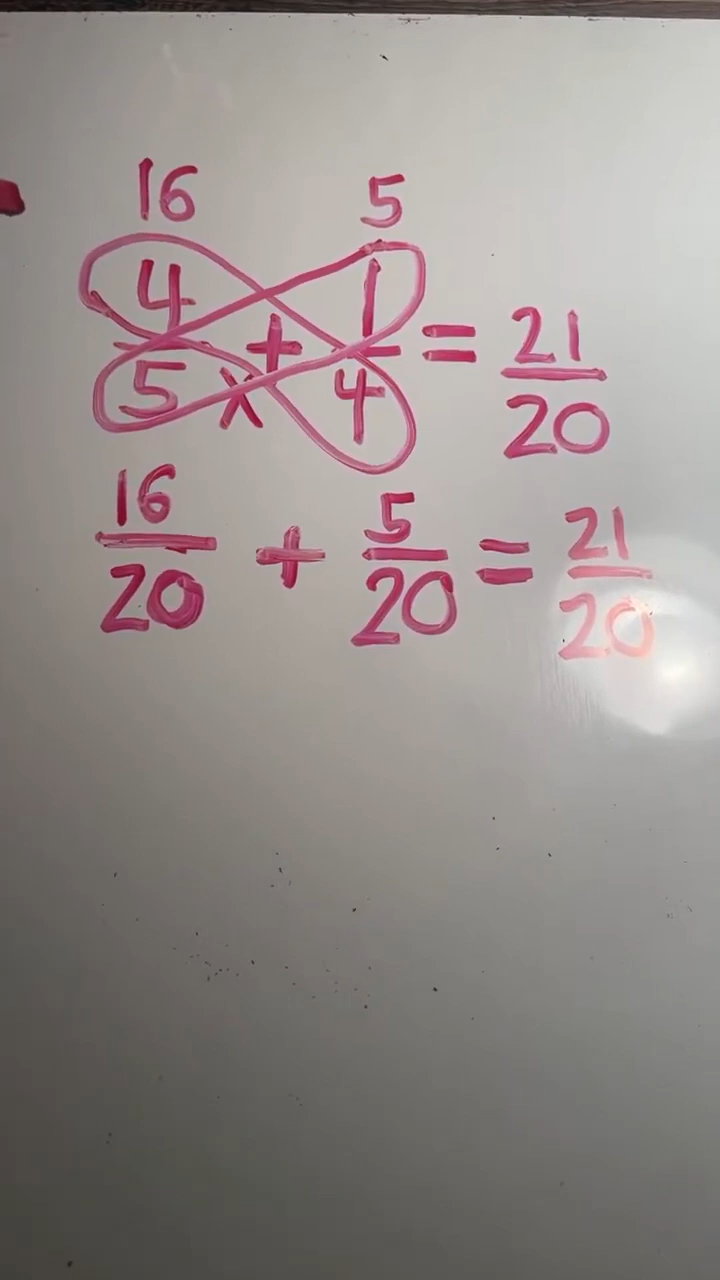 16 5
4/5 + 1/4 = 21/20
x
16/20 + 5/20 = 21/20